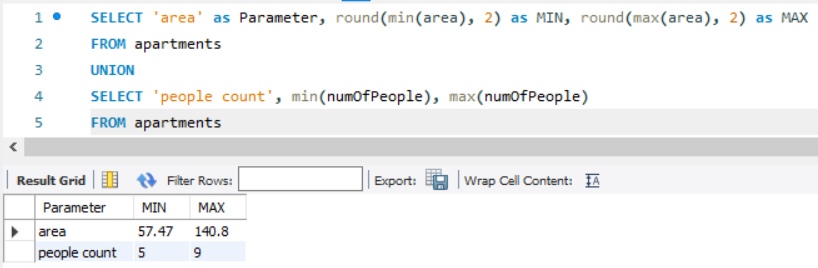 1 SELECT 'area' as Parameter, round(min(area), 2) as MIN, round(max(area), 2) as MAX
2 FROM apartments
3 UNION
4 SELECT 'people count', min(numOfPeople), max(numOfPeople)
5 FROM apartments
Result Grid Filter Rows: Export: Wrap Cell Content: IA
Parameter MIN MAX
area 57.47 140.8
people count 5 9